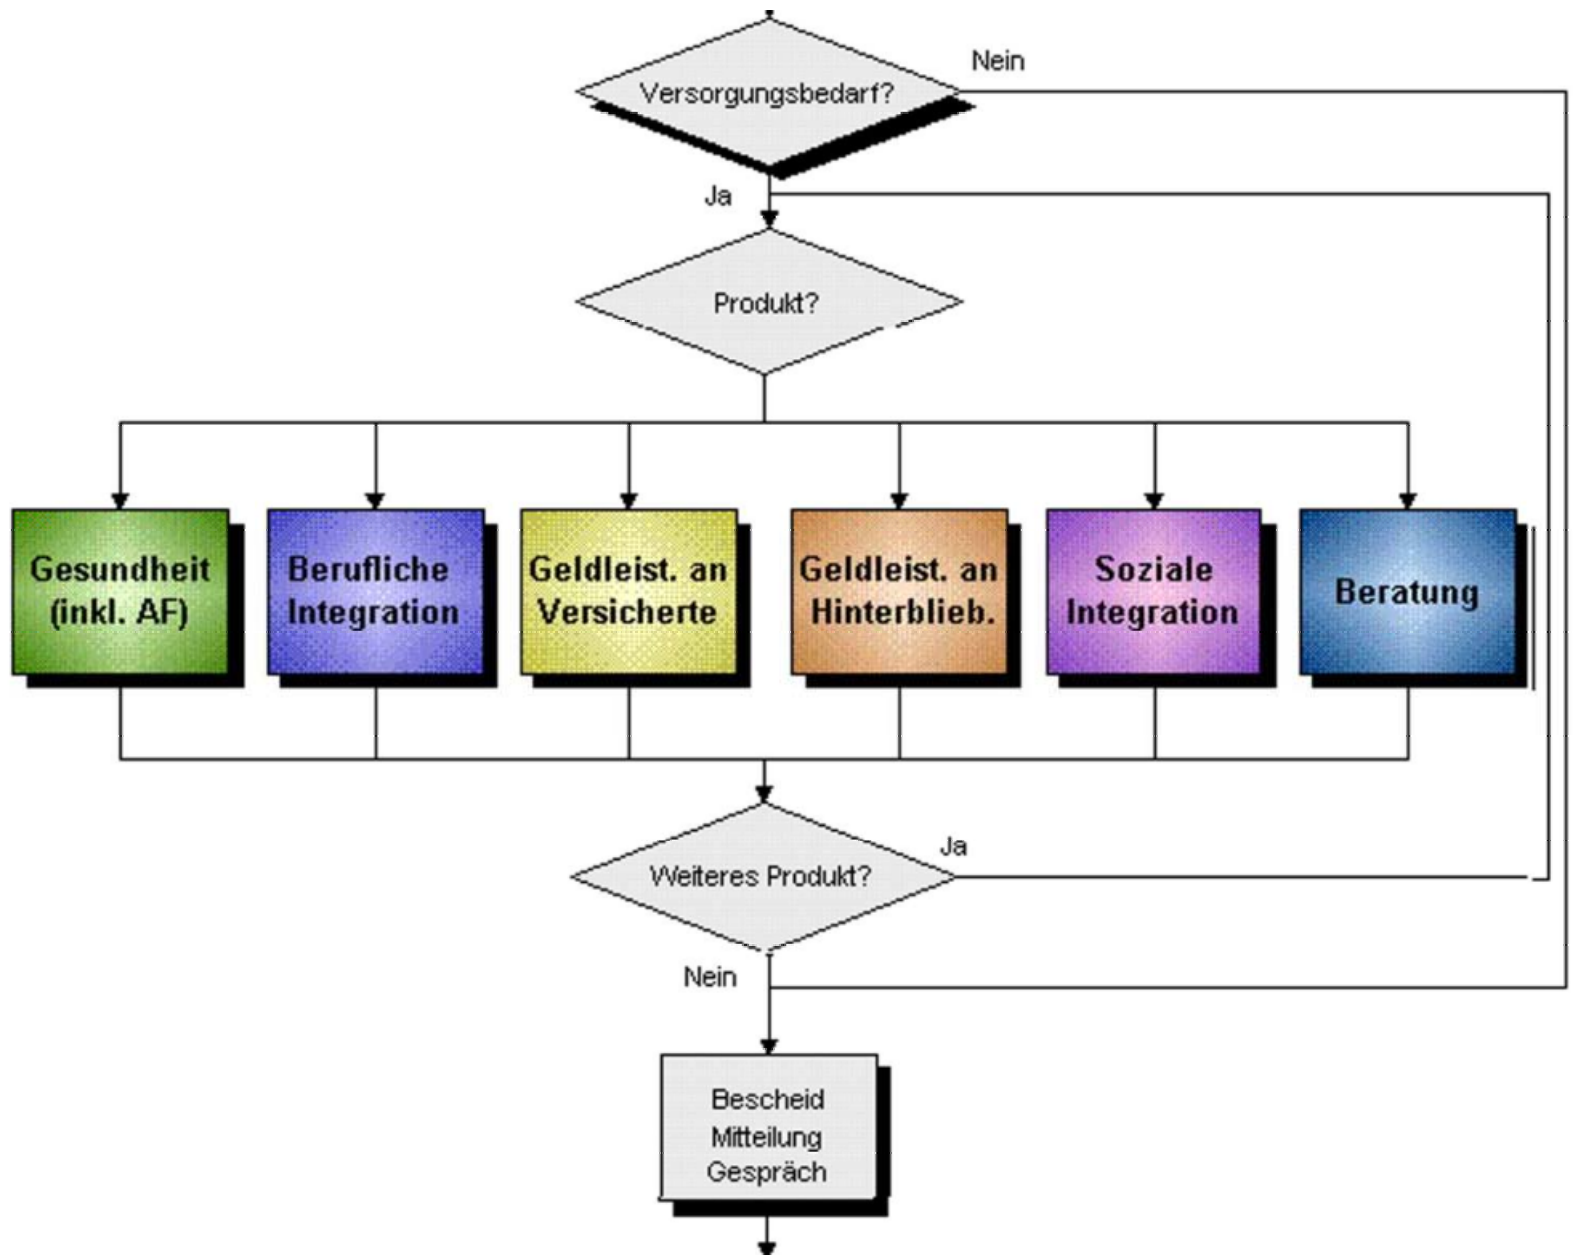 Nein
Versorgungsbedarf?
Ja
Produkt?
Gesundheit
(inkl. AF)
Berufliche
Integration
Geldleist. an
Versicherte
Geldleist. an
Hinterblieb.
Soziale
Integration
Beratung
Ja
Weiteres Produkt?
Nein
Bescheid
Mitteilung
Gespräch